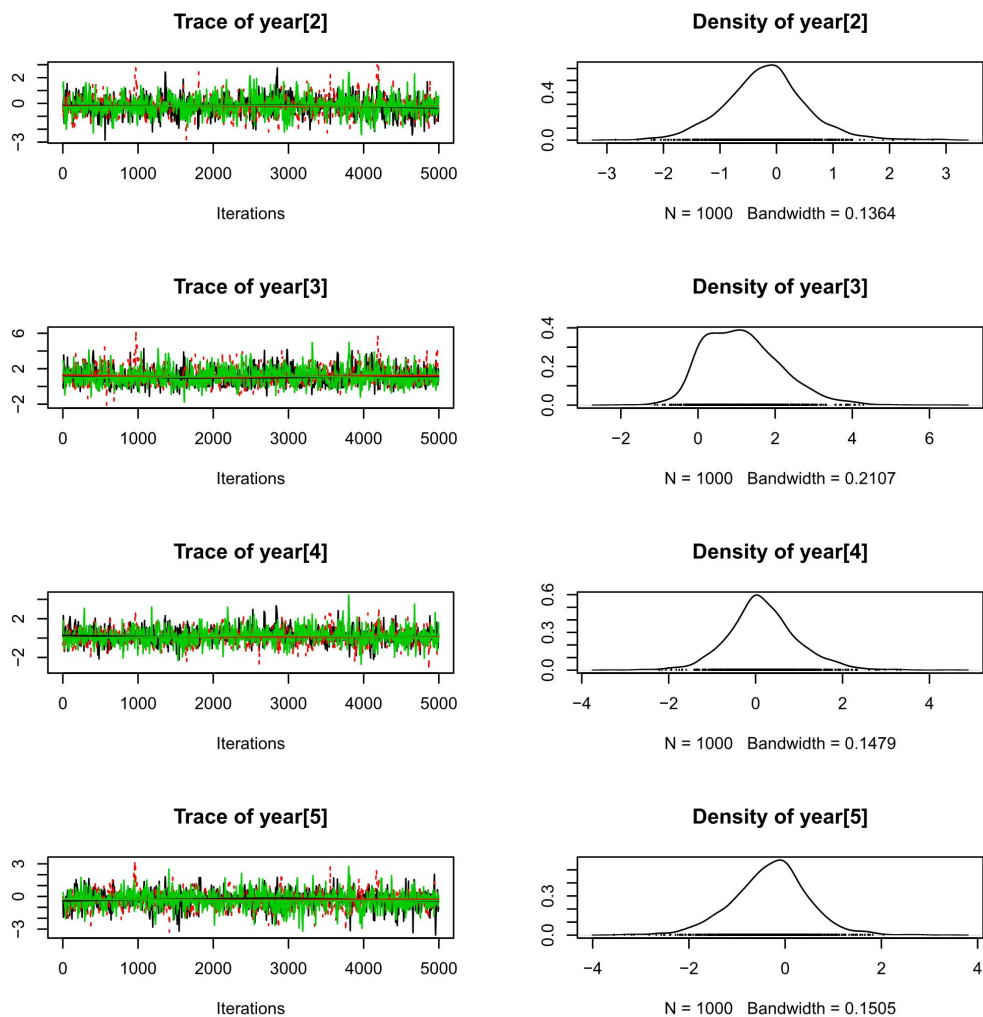 Trace of year[2]
2
0
−3
0 1000 2000 3000 4000 5000
Iterations
Density of year[2]
0.4
0.0
−3 −2 −1 0 1 2 3
N = 1000 Bandwidth = 0.1364
Trace of year[3]
6
2
−2
0 1000 2000 3000 4000 5000
Iterations
Density of year[3]
0.4
0.2
0.0
−2 0 2 4 6
N = 1000 Bandwidth = 0.2107
Trace of year[4]
2
−2
0 1000 2000 3000 4000 5000
Iterations
Density of year[4]
0.6
0.3
0.0
−4 −2 0 2 4
N = 1000 Bandwidth = 0.1479
Trace of year[5]
3
0
−3
0 1000 2000 3000 4000 5000
Iterations
Density of year[5]
0.3
0.0
−4 −2 0 2 4
N = 1000 Bandwidth = 0.1505